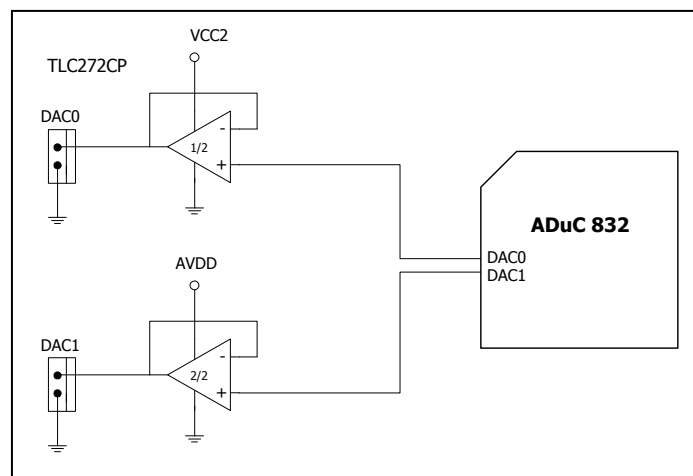 VCC2
TLC272CP
DAC0
-
1/2
+
ADuC 832
DAC0
DAC1
AVDD
DAC1
-
2/2
+